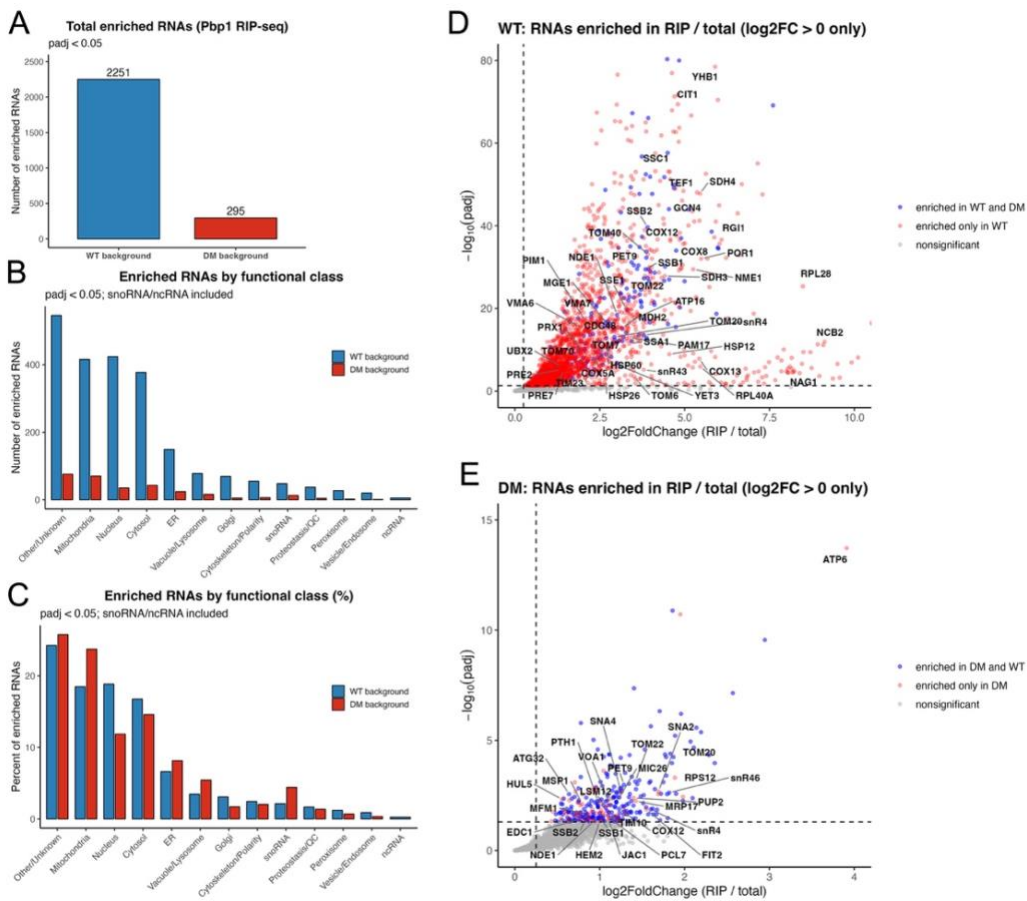 A
Total enriched RNAs (Pbp1 RIP-seq)
padj < 0.05
Number of enriched RNAs
2500
2000
1500
1000
500
0
2251
295
WT background
DM background
B
Enriched RNAs by functional class
padj < 0.05; snoRNA/ncRNA included
Number of enriched RNAs
400
200
0
WT background
DM background
Other/Unknown
Mitochondria
Nucleus
Cytosol
ER
Vacuole/Lysosome
Golgi
Cytoskeleton/Polarity
snoRNA
Proteostasis/QC
Peroxisome
Vesicle/Endosome
ncRNA
C
Enriched RNAs by functional class (%)
padj < 0.05; snoRNA/ncRNA included
Percent of enriched RNAs
20
10
0
WT background
DM background
Other/Unknown
Mitochondria
Nucleus
Cytosol
ER
Vacuole/Lysosome
Golgi
Cytoskeleton/Polarity
snoRNA
Proteostasis/QC
Peroxisome
Vesicle/Endosome
ncRNA
D
WT: RNAs enriched in RIP / total (log2FC > 0 only)
−log10(padj)
80
60
40
20
0
YHB1
CIT1
SSC1
TEF1
SDH4
SSB2
GCN4
RGI1
TOM40
COX12
PIM1
NDE1
PET9
COX8
POR1
SSB1
MGE1
SSE1
TOM22
SDH3
NME1
RPL28
VMA6
VMA7
ATP16
PRX1
CDC48
MDH2
TOM20
snR4
NCB2
UBX2
TOM70
TOM7
SSA1
PAM17
HSP12
PRE2
COX5A
HSP60
snR43
COX13
NAG1
TIM23
PRE7
HSP26
TOM6
YET3
RPL40A
0.0
2.5
5.0
7.5
10.0
log2FoldChange (RIP / total)
enriched in WT and DM
enriched only in WT
nonsignificant
E
DM: RNAs enriched in RIP / total (log2FC > 0 only)
−log10(padj)
15
10
5
0
ATP6
SNA4
SNA2
PTH1
TOM22
TOM20
ATG32
VOA1
PET9
MIC26
HUL5
MSP1
RPS12
snR46
LSM12
PUP2
MFM1
MRP17
EDC1
SSB2
SSB1
TIM10
COX12
snR4
NDE1
HEM2
JAC1
PCL7
FIT2
0
1
2
3
4
log2FoldChange (RIP / total)
enriched in DM and WT
enriched only in DM
nonsignificant